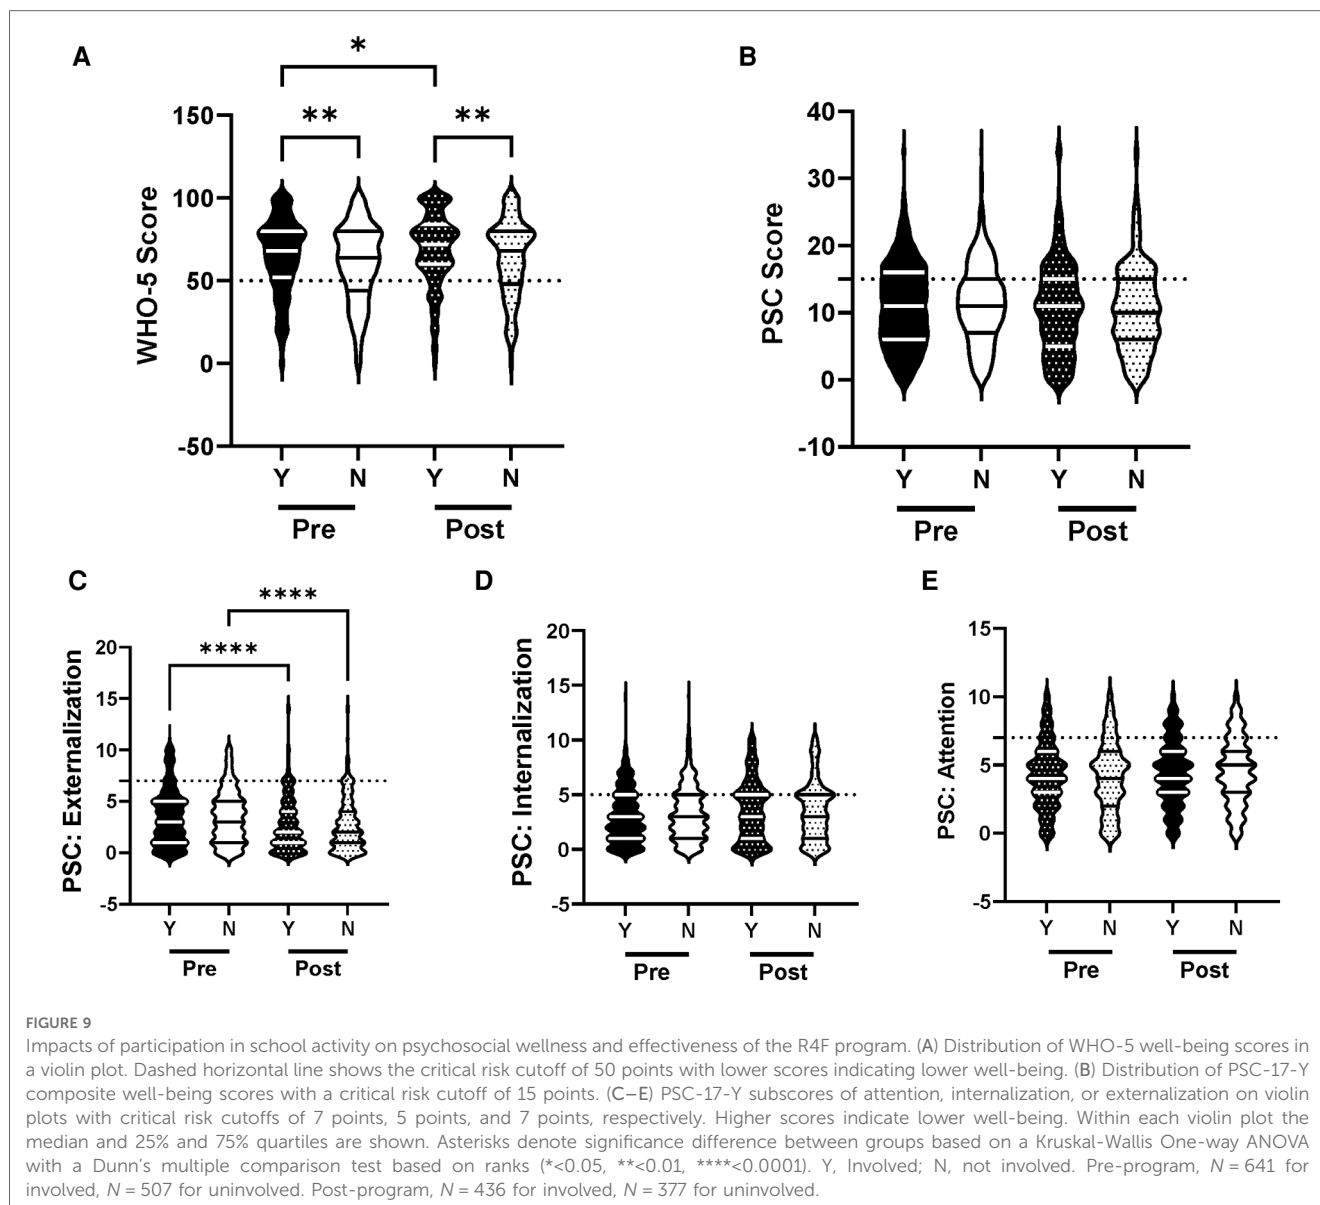 A
*
**
**
150
100
50
0
-50
WHO-5 Score
Y
N
Y
N
Pre
Post
B
40
30
20
10
0
-10
PSC Score
Y
N
Y
N
Pre
Post
C
****
****
20
15
10
5
0
-5
PSC: Externalization
Y
N
Y
N
Pre
Post
D
20
15
10
5
0
-5
PSC: Internalization
Y
N
Y
N
Pre
Post
E
15
10
5
0
-5
PSC: Attention
Y
N
Y
N
Pre
Post
FIGURE 9
Impacts of participation in school activity on psychosocial wellness and effectiveness of the R4F program. (A) Distribution of WHO-5 well-being scores in
a violin plot. Dashed horizontal line shows the critical risk cutoff of 50 points with lower scores indicating lower well-being. (B) Distribution of PSC-17-Y
composite well-being scores with a critical risk cutoff of 15 points. (C–E) PSC-17-Y subscores of attention, internalization, or externalization on violin
plots with critical risk cutoffs of 7 points, 5 points, and 7 points, respectively. Higher scores indicate lower well-being. Within each violin plot the
median and 25% and 75% quartiles are shown. Asterisks denote significance difference between groups based on a Kruskal-Wallis One-way ANOVA
with a Dunn's multiple comparison test based on ranks (*<0.05, **<0.01, ****<0.0001). Y, Involved; N, not involved. Pre-program, N = 641 for
involved, N = 507 for uninvolved. Post-program, N = 436 for involved, N = 377 for uninvolved.